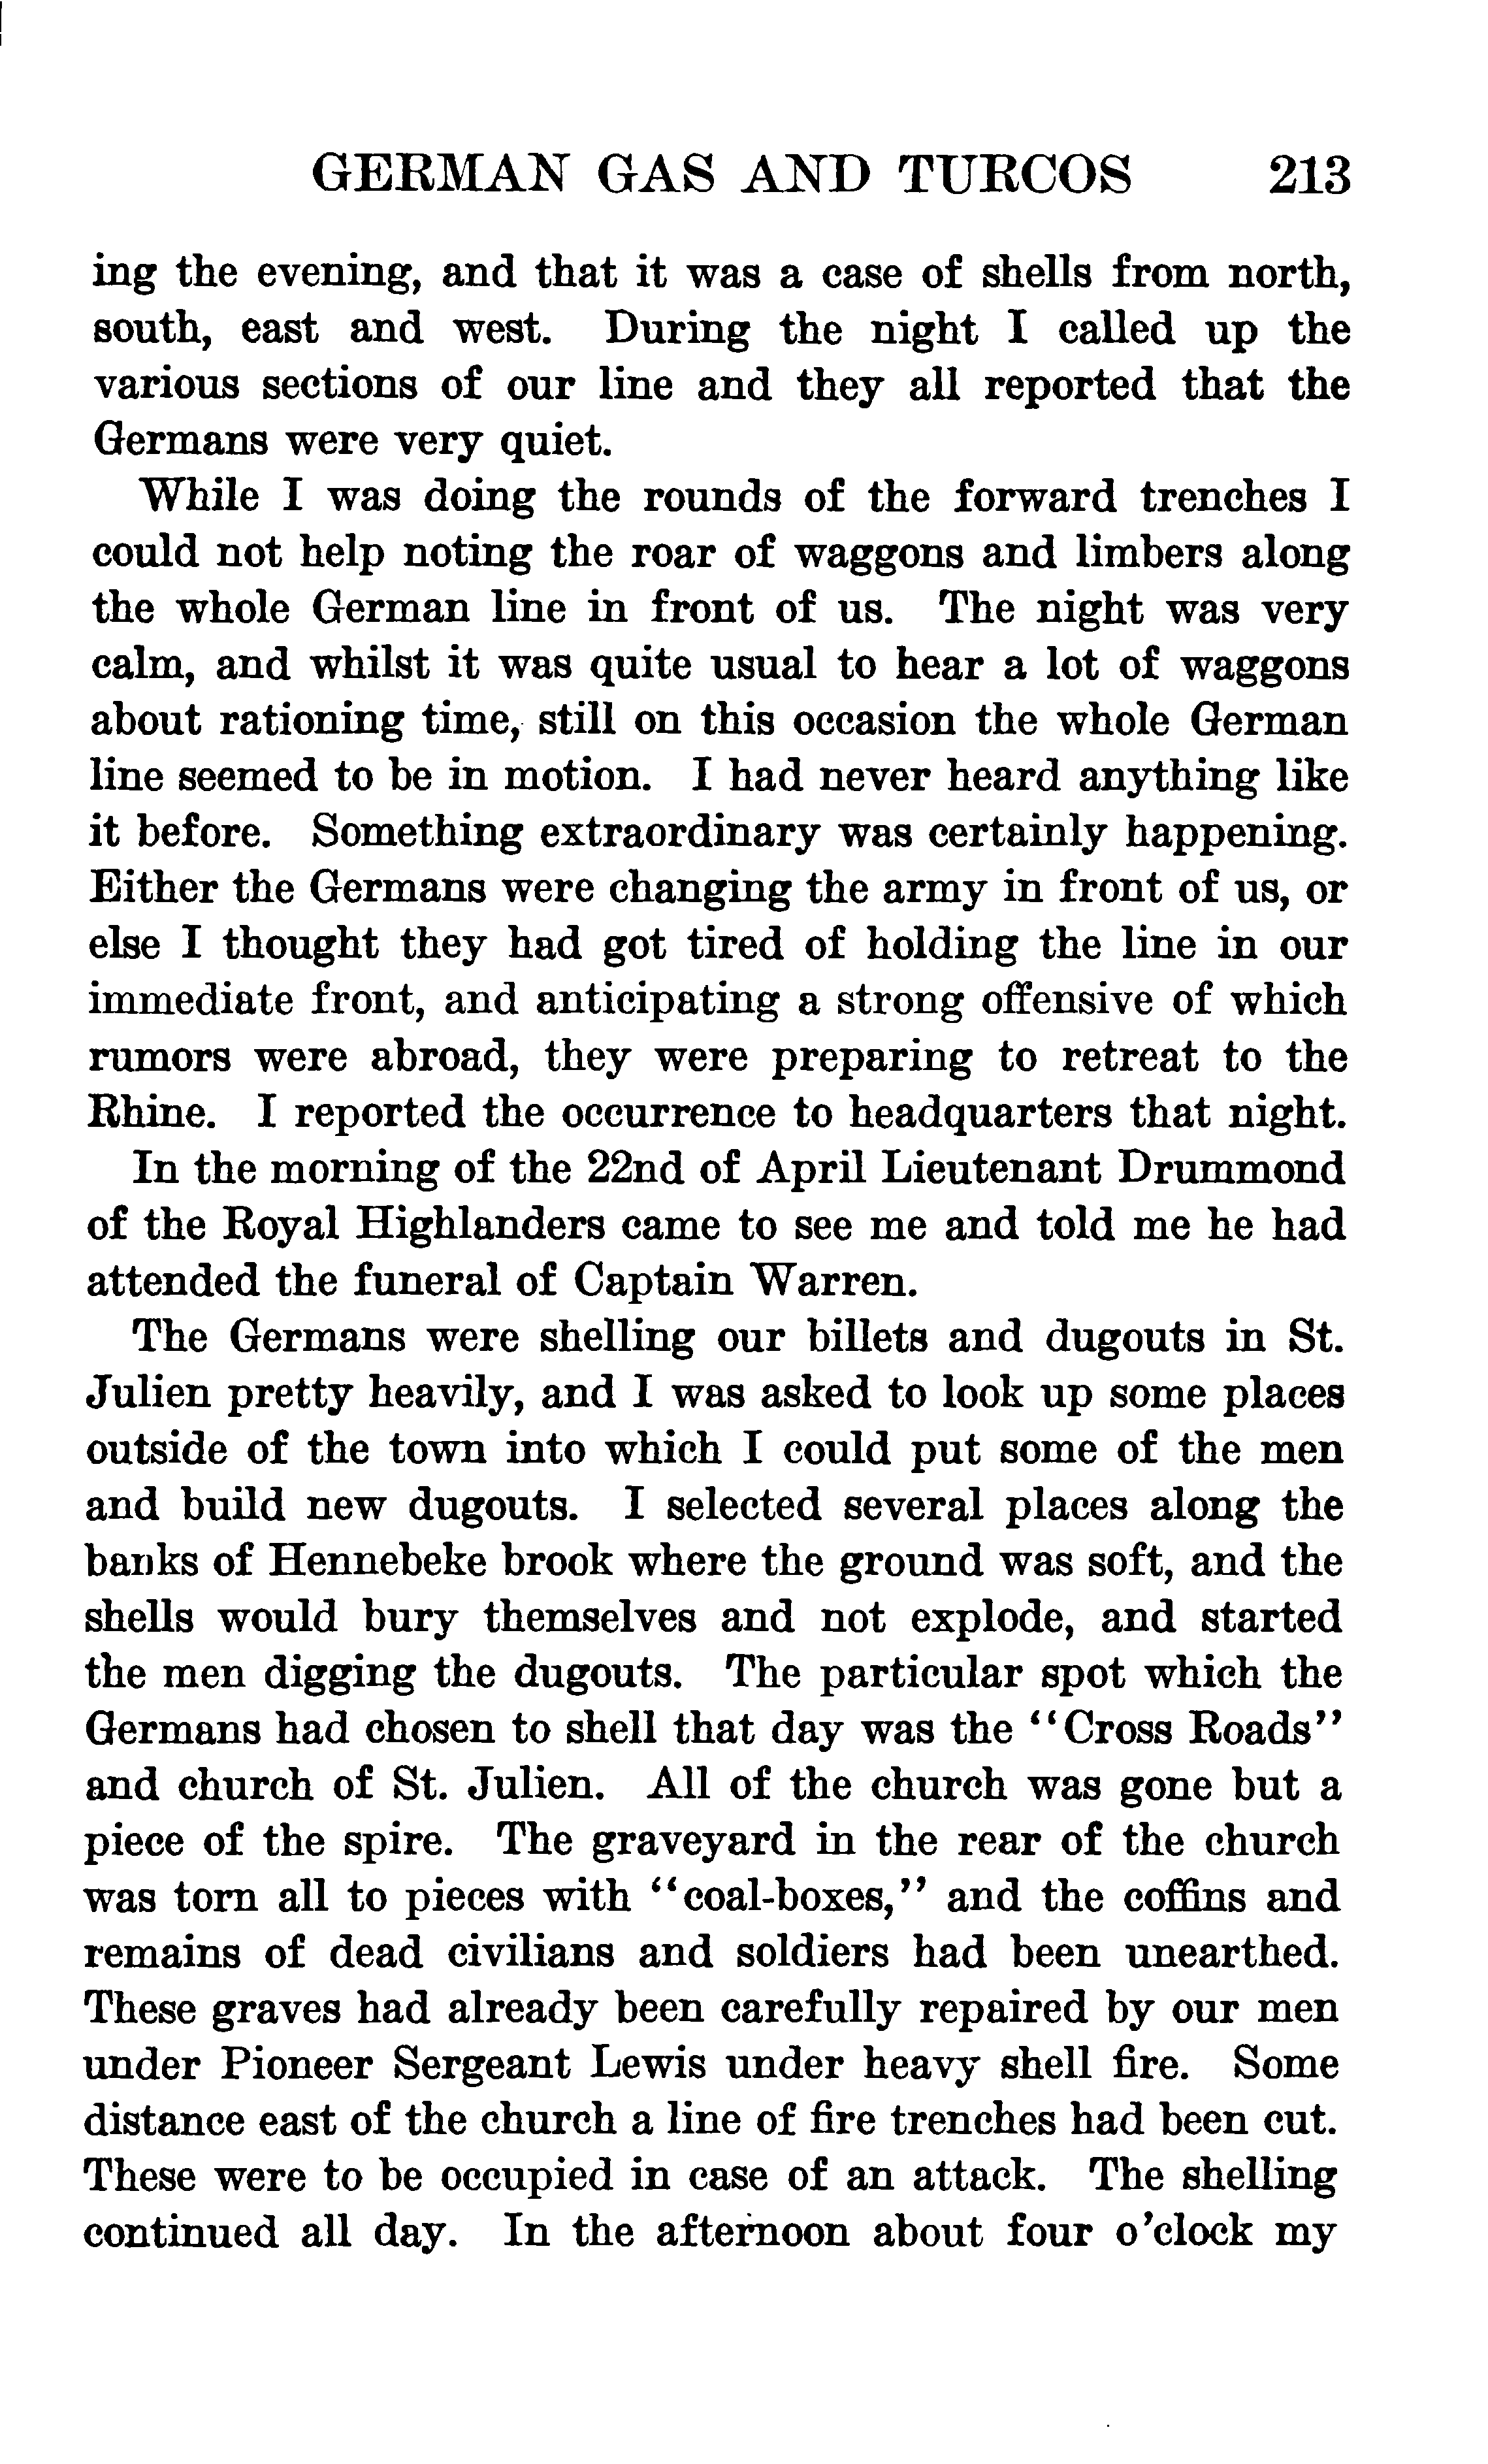 GERMAN GAS AND TURCOS 213
ing the evening, and that it was a case of shells from north,
south, east and west. During the night I called up the
various sections of our line and they all reported that the
Germans were very quiet.
While I was doing the rounds of the forward trenches I
could not help noting the roar of waggons and limbers along
the whole German line in front of us. The night was very
calm, and whilst it was quite usual to hear a lot of waggons
about rationing time, still on this occasion the whole German
line seemed to be in motion. I had never heard anything like
it before. Something extraordinary was certainly happening.
Either the Germans were changing the army in front of us, or
else I thought they had got tired of holding the line in our
immediate front, and anticipating a strong offensive of which
rumors were abroad, they were preparing to retreat to the
Rhine. I reported the occurrence to headquarters that night.
In the morning of the 22nd of April Lieutenant Drummond
of the Royal Highlanders came to see me and told me he had
attended the funeral of Captain Warren.
The Germans were shelling our billets and dugouts in St.
Julien pretty heavily, and I was asked to look up some places
outside of the town into which I could put some of the men
and build new dugouts. I selected several places along the
banks of Hennebeke brook where the ground was soft, and the
shells would bury themselves and not explode, and started
the men digging the dugouts. The particular spot which the
Germans had chosen to shell that day was the "Cross Roads"
and church of St. Julien. All of the church was gone but a
piece of the spire. The graveyard in the rear of the church
was torn all to pieces with "coal-boxes," and the coffins and
remains of dead civilians and soldiers had been unearthed.
These graves had already been carefully repaired by our men
under Pioneer Sergeant Lewis under heavy shell fire. Some
distance east of the church a line of fire trenches had been cut.
These were to be occupied in case of an attack. The shelling
continued all day. In the afternoon about four o'clock my